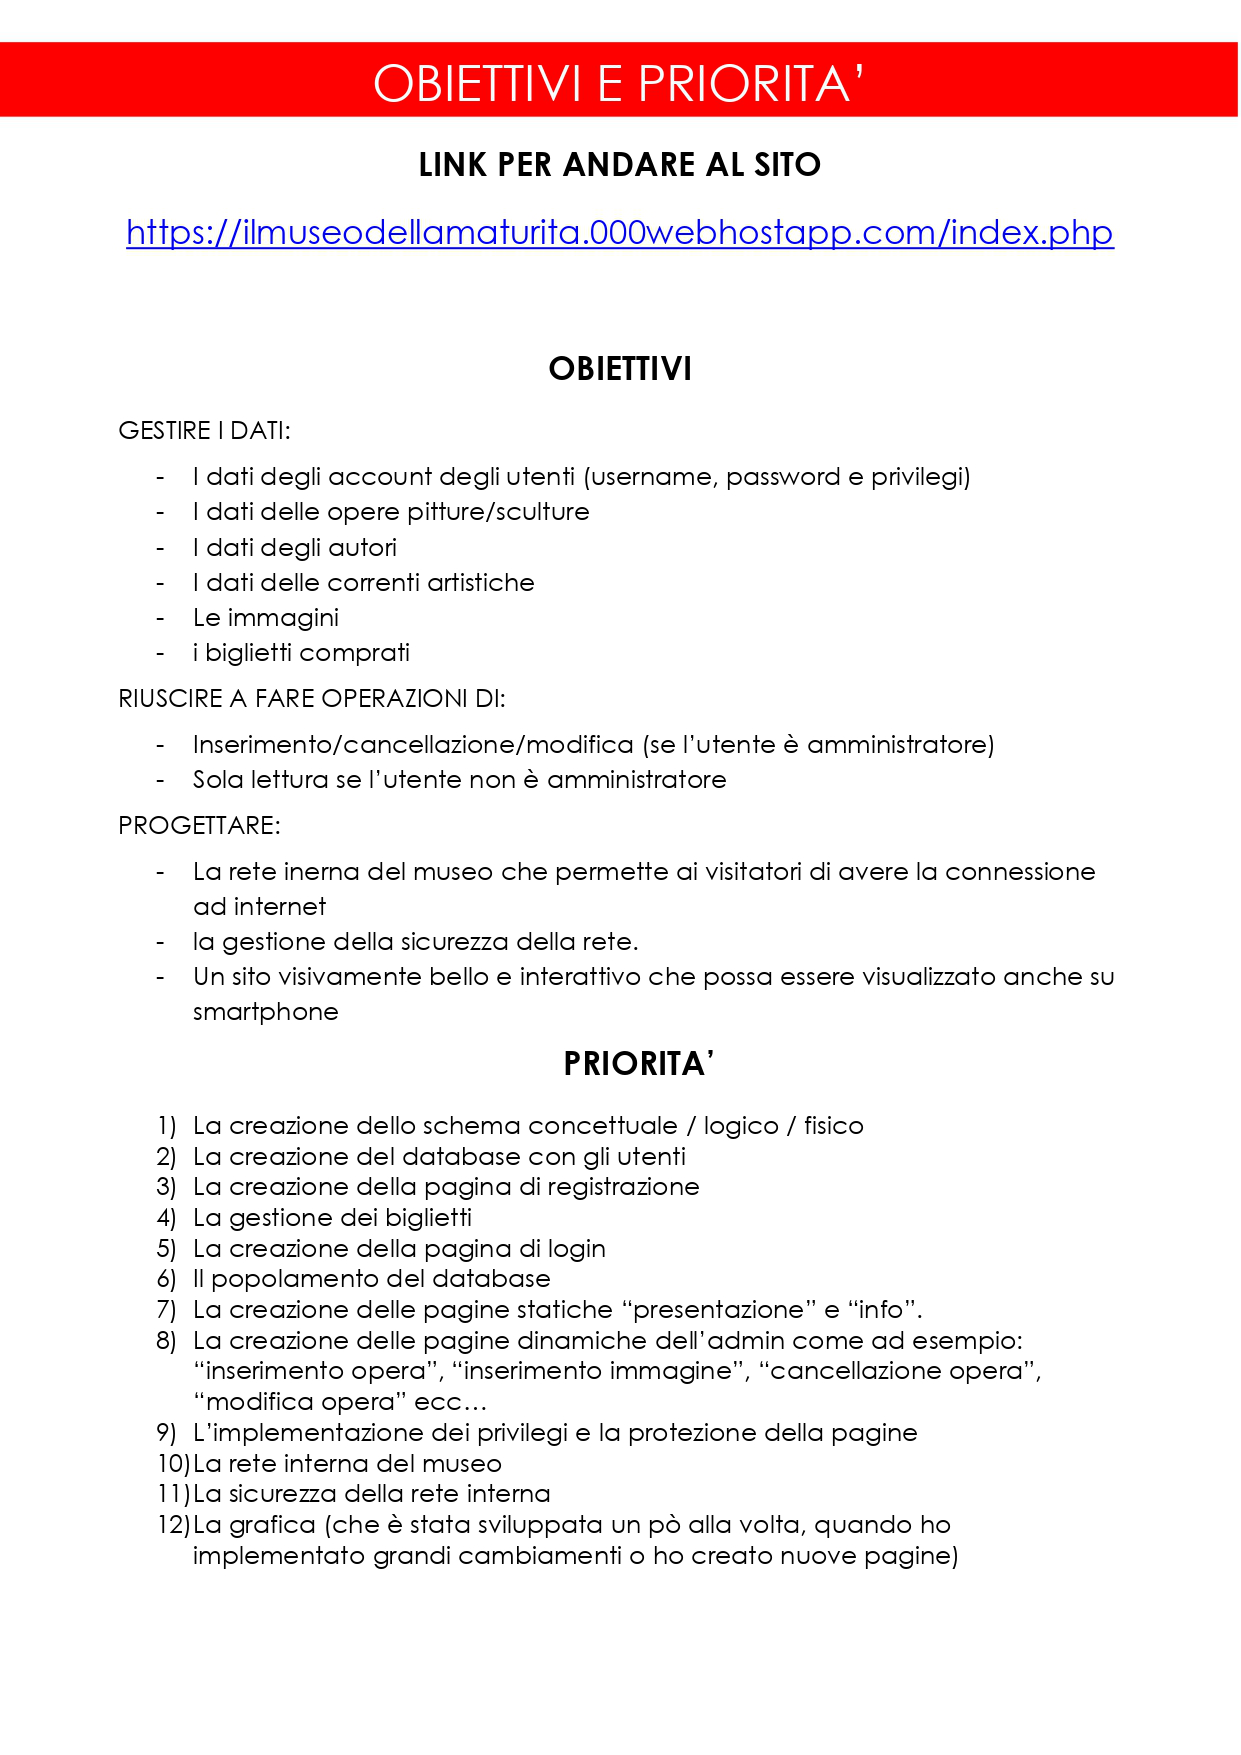 OBIETTIVI E PRIORITA’
LINK PER ANDARE AL SITO
https://ilmuseodellamaturita.000webhostapp.com/index.php
OBIETTIVI
GESTIRE I DATI:
- I dati degli account degli utenti (username, password e privilegi)
- I dati delle opere pitture/sculture
- I dati degli autori
- I dati delle correnti artistiche
- Le immagini
- i biglietti comprati
RIUSCIRE A FARE OPERAZIONI DI:
- Inserimento/cancellazione/modifica (se l’utente è amministratore)
- Sola lettura se l’utente non è amministratore
PROGETTARE:
- La rete inerna del museo che permette ai visitatori di avere la connessione
ad internet
- la gestione della sicurezza della rete.
- Un sito visivamente bello e interattivo che possa essere visualizzato anche su
smartphone
PRIORITA’
1) La creazione dello schema concettuale / logico / fisico
2) La creazione del database con gli utenti
3) La creazione della pagina di registrazione
4) La gestione dei biglietti
5) La creazione della pagina di login
6) Il popolamento del database
7) La creazione delle pagine statiche “presentazione” e “info”.
8) La creazione delle pagine dinamiche dell’admin come ad esempio:
“inserimento opera”, “inserimento immagine”, “cancellazione opera”,
“modifica opera” ecc…
9) L’implementazione dei privilegi e la protezione della pagine
10)La rete interna del museo
11)La sicurezza della rete interna
12)La grafica (che è stata sviluppata un pò alla volta, quando ho
implementato grandi cambiamenti o ho creato nuove pagine)